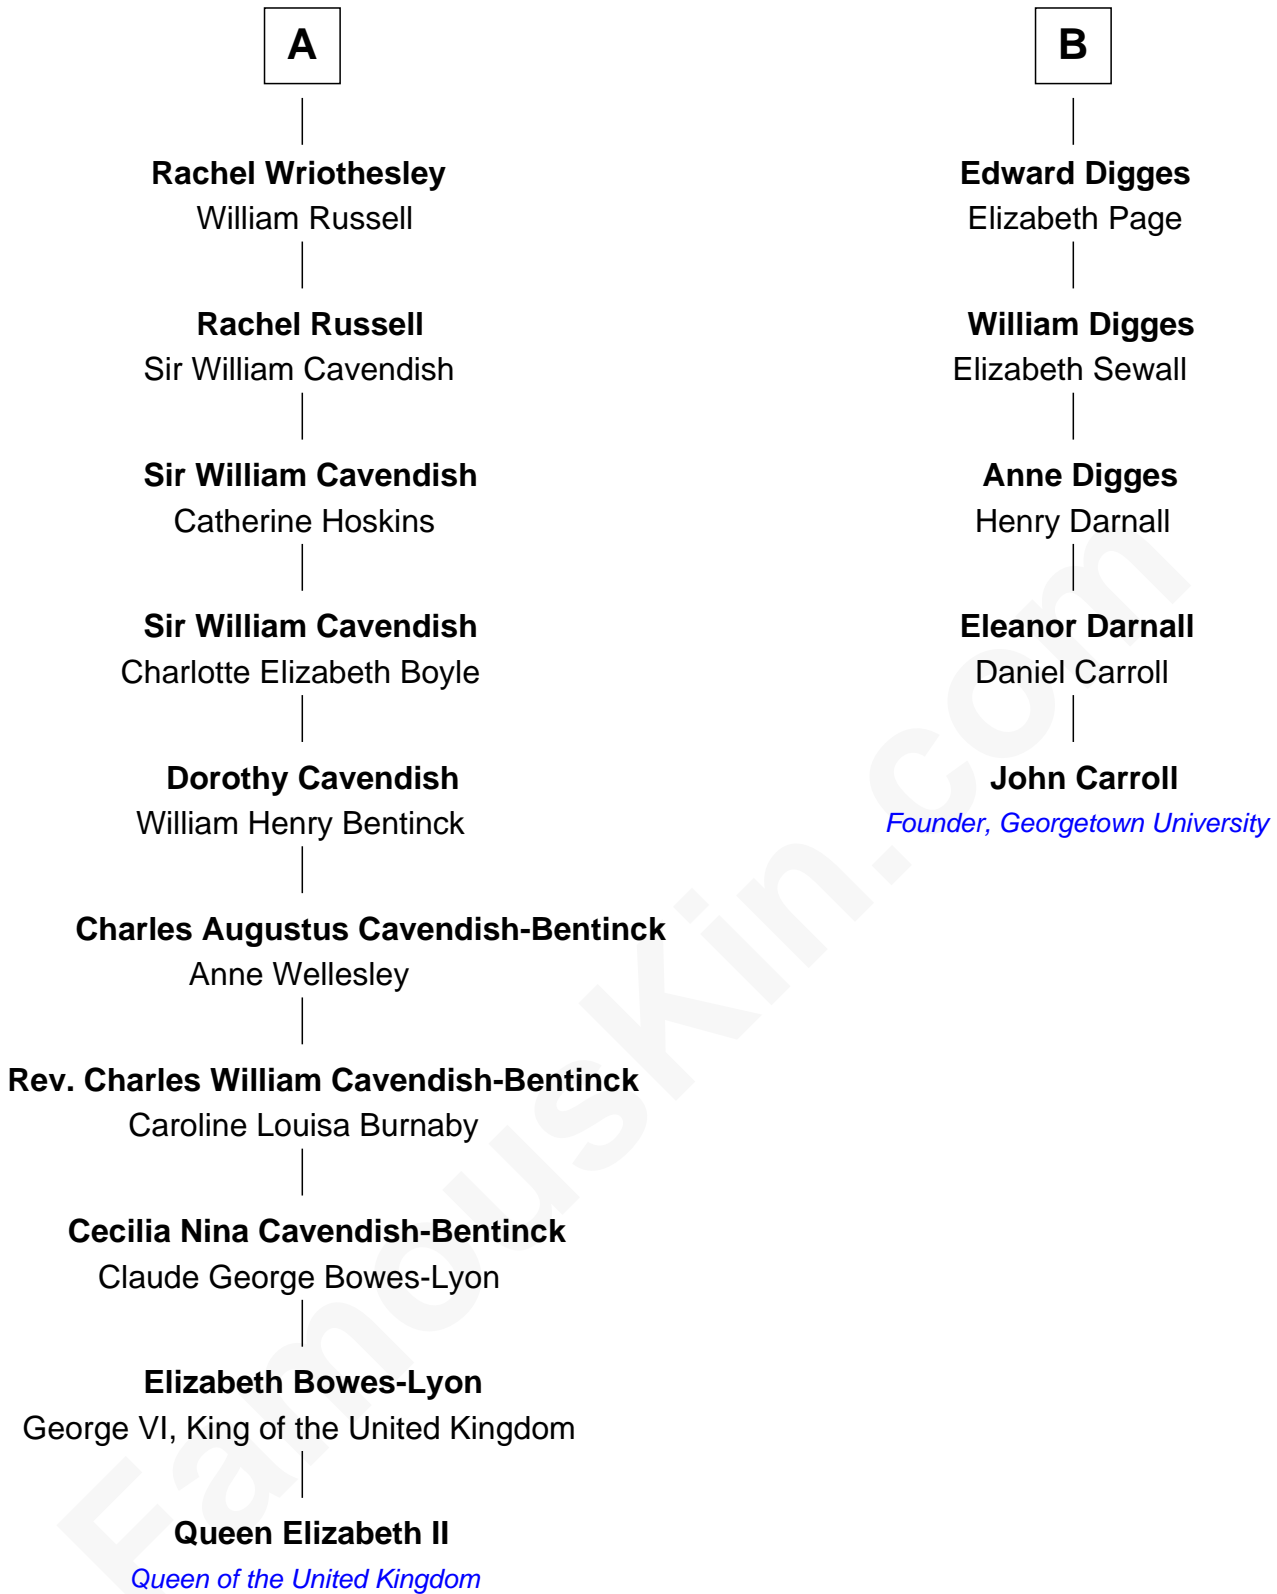 A
Rachel Wriothesley
William Russell
Rachel Russell
Sir William Cavendish
Sir William Cavendish
Catherine Hoskins
Sir William Cavendish
Charlotte Elizabeth Boyle
Dorothy Cavendish
William Henry Bentinck
Charles Augustus Cavendish-Bentinck
Anne Wellesley
Rev. Charles William Cavendish-Bentinck
Caroline Louisa Burnaby
Cecilia Nina Cavendish-Bentinck
Claude George Bowes-Lyon
Elizabeth Bowes-Lyon
George VI, King of the United Kingdom
Queen Elizabeth II
Queen of the United Kingdom
B
Edward Digges
Elizabeth Page
William Digges
Elizabeth Sewall
Anne Digges
Henry Darnall
Eleanor Darnall
Daniel Carroll
John Carroll
Founder, Georgetown University
FamousKin.com